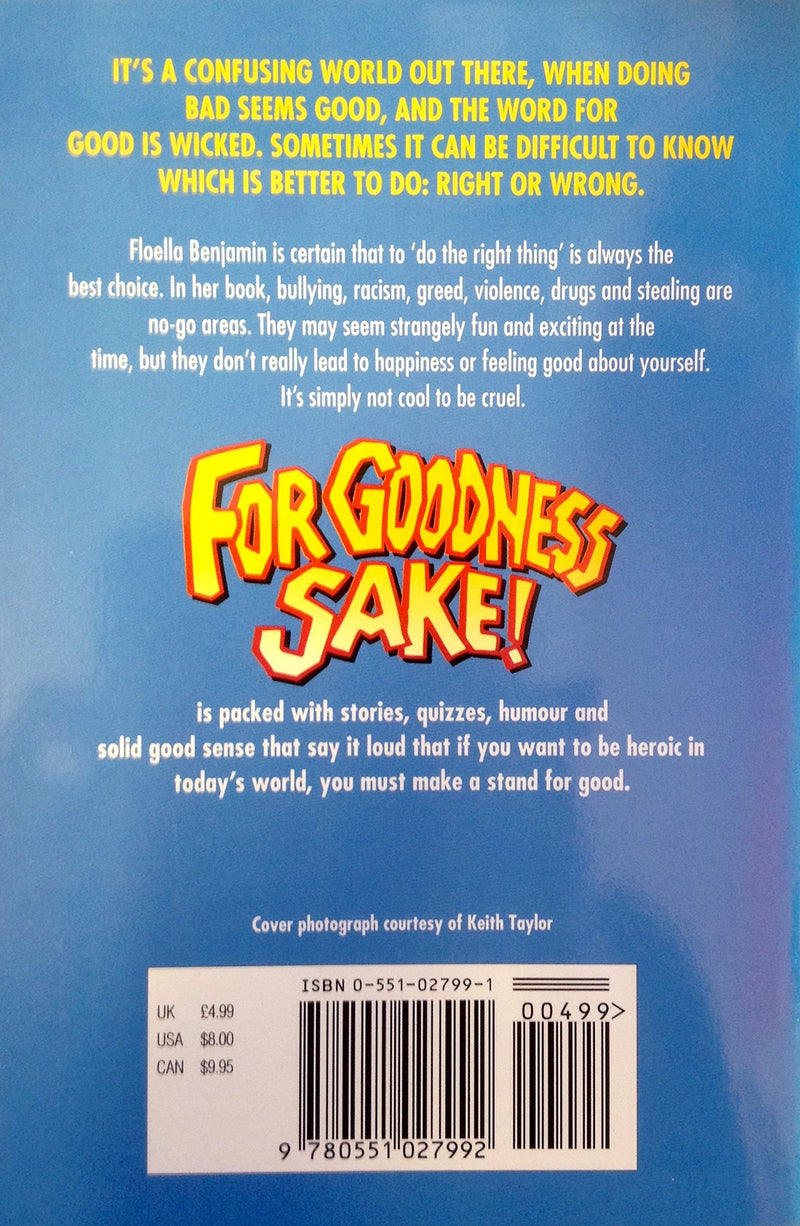 IT'S A CONFUSING WORLD OUT THERE, WHEN DOING
BAD SEEMS GOOD, AND THE WORD FOR
GOOD IS WICKED. SOMETIMES IT CAN BE DIFFICULT TO KNOW
WHICH IS BETTER TO DO: RIGHT OR WRONG.
Floella Benjamin is certain that to 'do the right thing' is always the
best choice. In her book, bullying, racism, greed, violence, drugs and stealing are
no-go areas. They may seem strangely fun and exciting at the
time, but they don't really lead to happiness or feeling good about yourself.
It's simply not cool to be cruel.
FOR GOODNESS
SAKE!
is packed with stories, quizzes, humour and
solid good sense that say it loud that if you want to be heroic in
today's world, you must make a stand for good.
Cover photograph courtesy of Keith Taylor
ISBN 0-551-02799-1
00499>
UK £4.99
USA $8.00
CAN $9.95
9 780551 027992